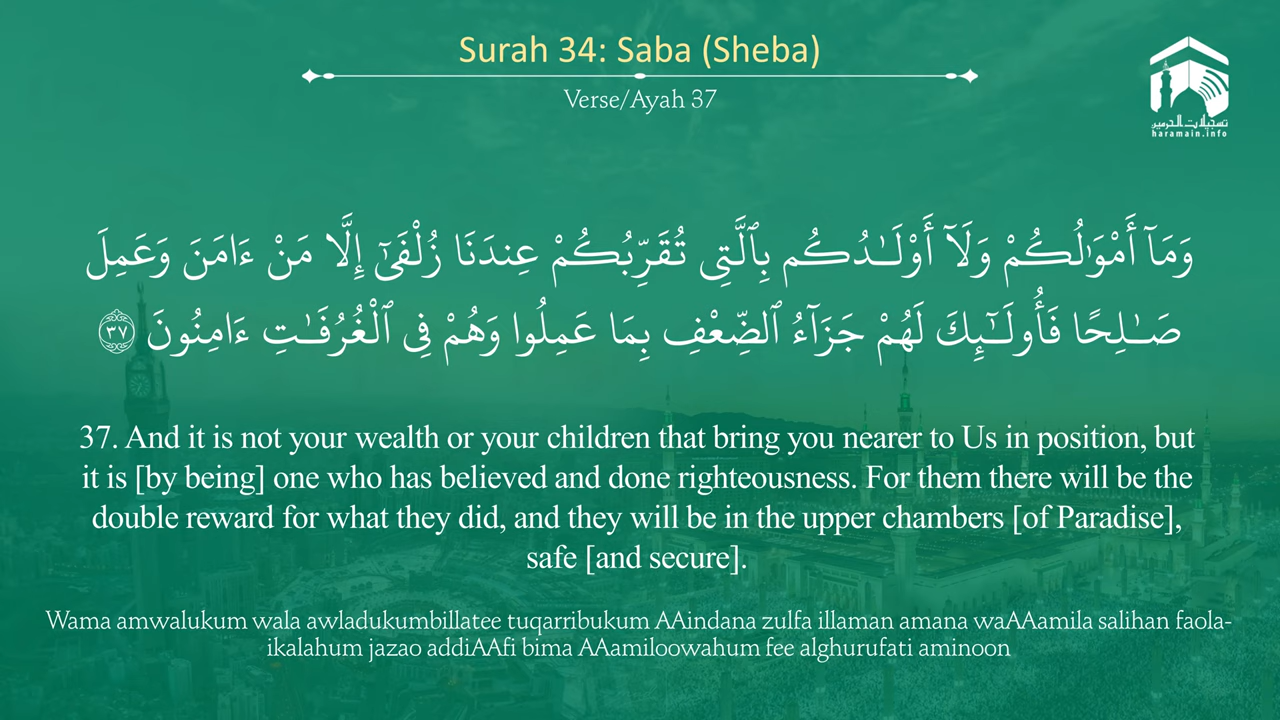 Surah 34: Saba (Sheba)
Verse/Ayah 37
تسجيلات الحرمين
haramain.info
وَمَآ أَمْوَٰلُكُمْ وَلَآ أَوْلَـٰدُكُم بِٱلَّتِى تُقَرِّبُكُمْ عِندَنَا زُلْفَىٰٓ إِلَّا مَنْ ءَامَنَ وَعَمِلَ
صَـٰلِحًا فَأُو۟لَـٰٓئِكَ لَهُمْ جَزَآءُ ٱلضِّعْفِ بِمَا عَمِلُوا وَهُمْ فِى ٱلْغُرُفَـٰتِ ءَامِنُونَ ٣٧
37. And it is not your wealth or your children that bring you nearer to Us in position, but
it is [by being] one who has believed and done righteousness. For them there will be the
double reward for what they did, and they will be in the upper chambers [of Paradise],
safe [and secure].
Wama amwalukum wala awladukumbillatee tuqarribukum AAindana zulfa illaman amana waAAamila salihan faola-
ikalahum jazao addiAAfi bima AAamiloowahum fee alghurufati aminoon